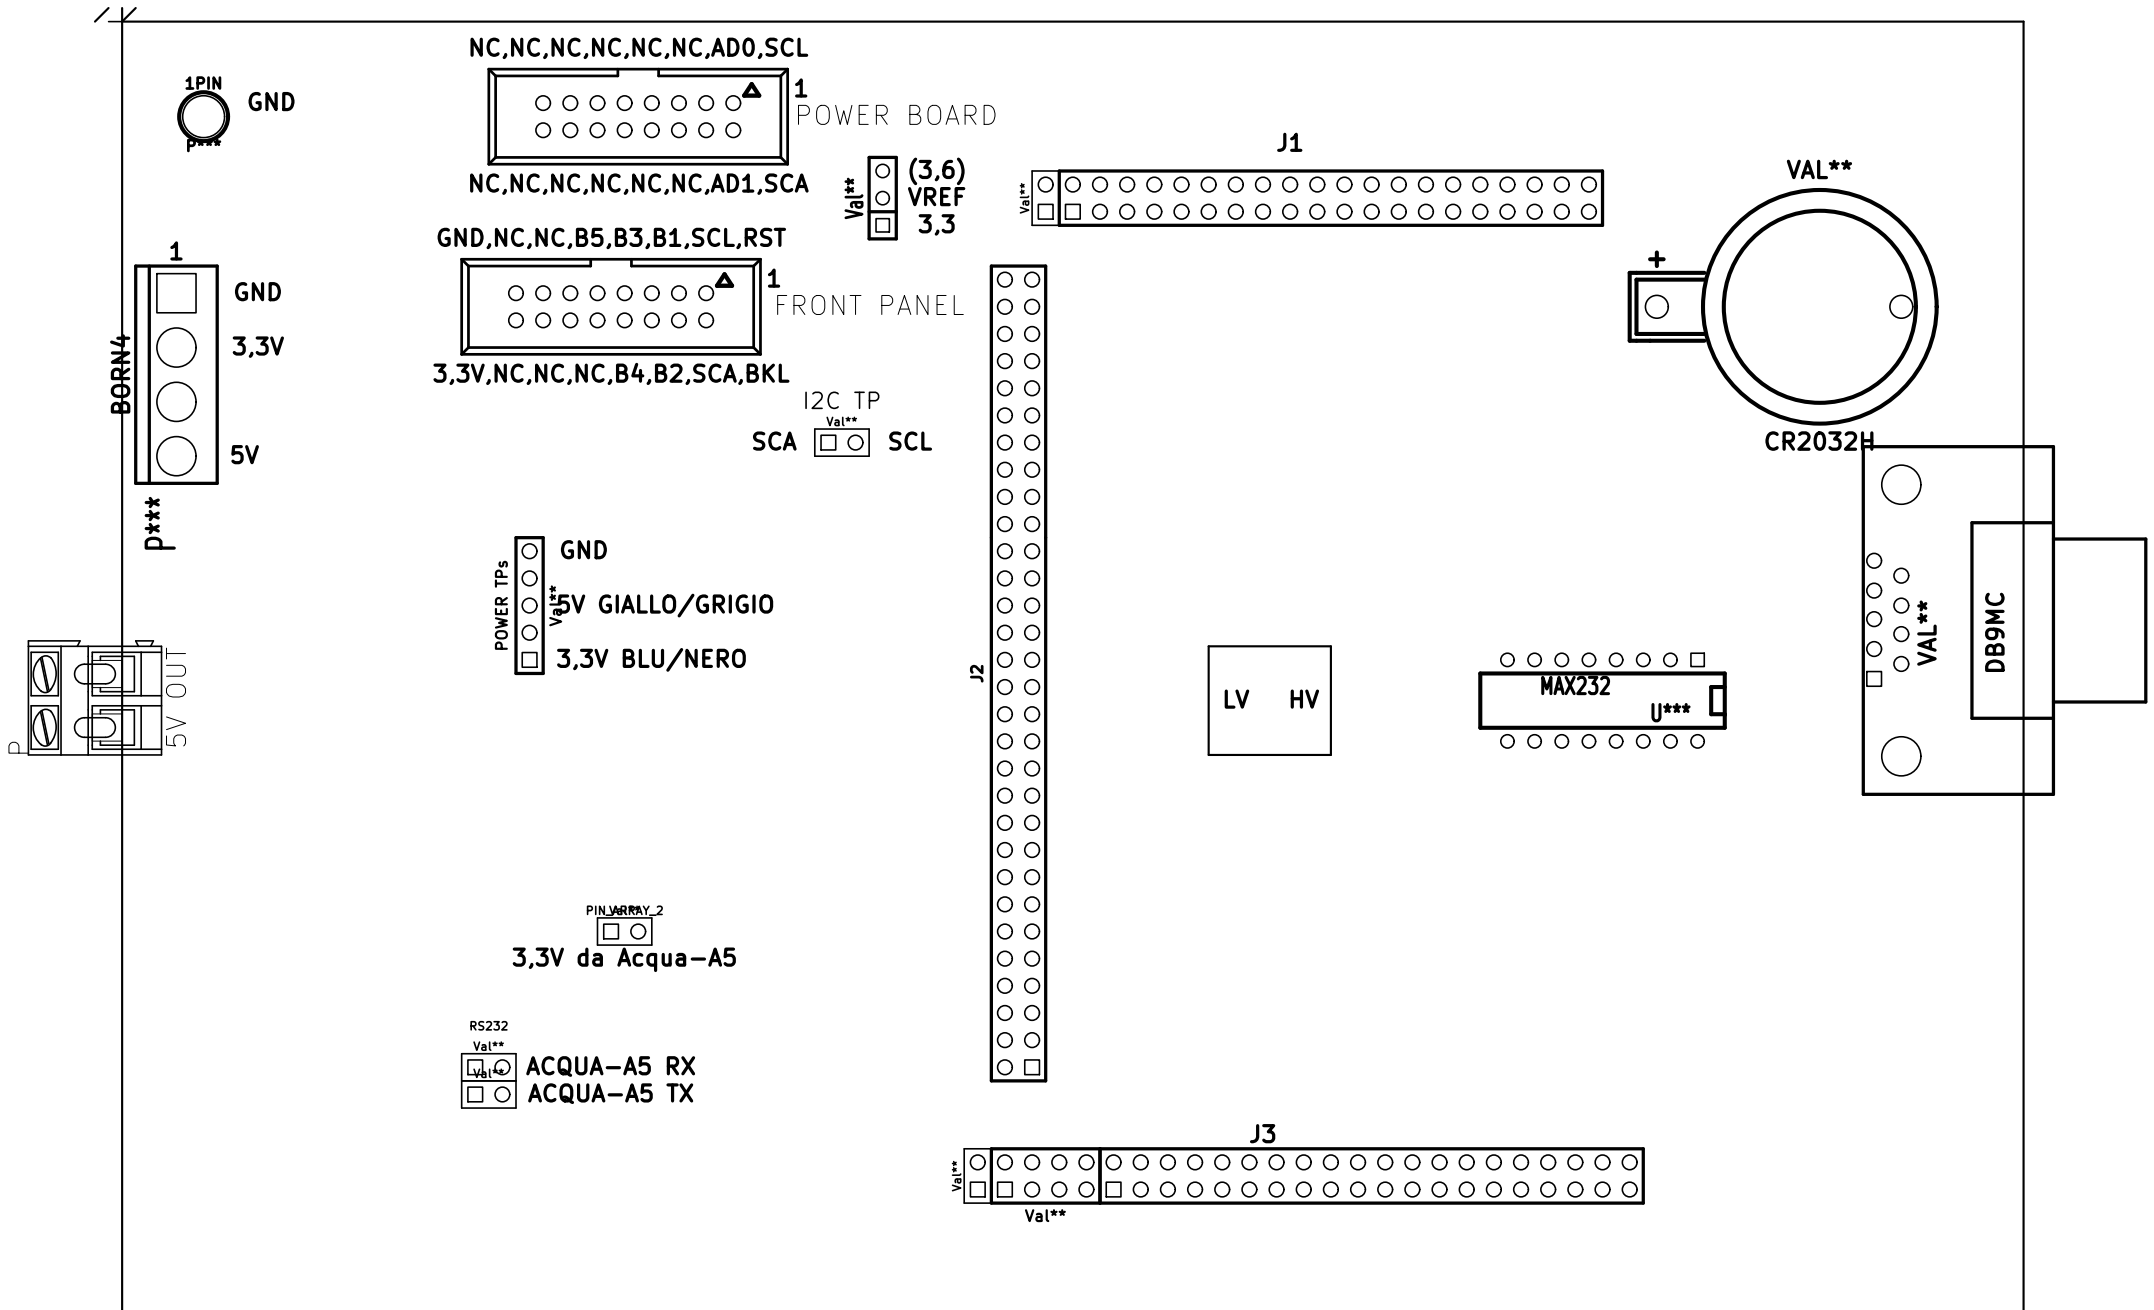 NC,NC,NC,NC,NC,NC,AD0,SCL
1PIN
GND
P***
1
POWER BOARD
NC,NC,NC,NC,NC,NC,AD1,SCA
Val**
(3,6)
VREF
3,3
J1
Val**
VAL**
+
CR2032H
GND,NC,NC,B5,B3,B1,SCL,RST
1
FRONT PANEL
3,3V,NC,NC,NC,B4,B2,SCA,BKL
1
GND
3,3V
5V
BORN4
P***
I2C TP
Val**
SCA
SCL
POWER TPs
Val**
GND
5V GIALLO/GRIGIO
3,3V BLU/NERO
5V OUT
P
J2
LV
HV
MAX232
U***
VAL**
DB9MC
PIN_ARRAY_2
Val**
3,3V da Acqua-A5
RS232
Val**
ACQUA-A5 RX
Val**
ACQUA-A5 TX
J3
Val**
Val**